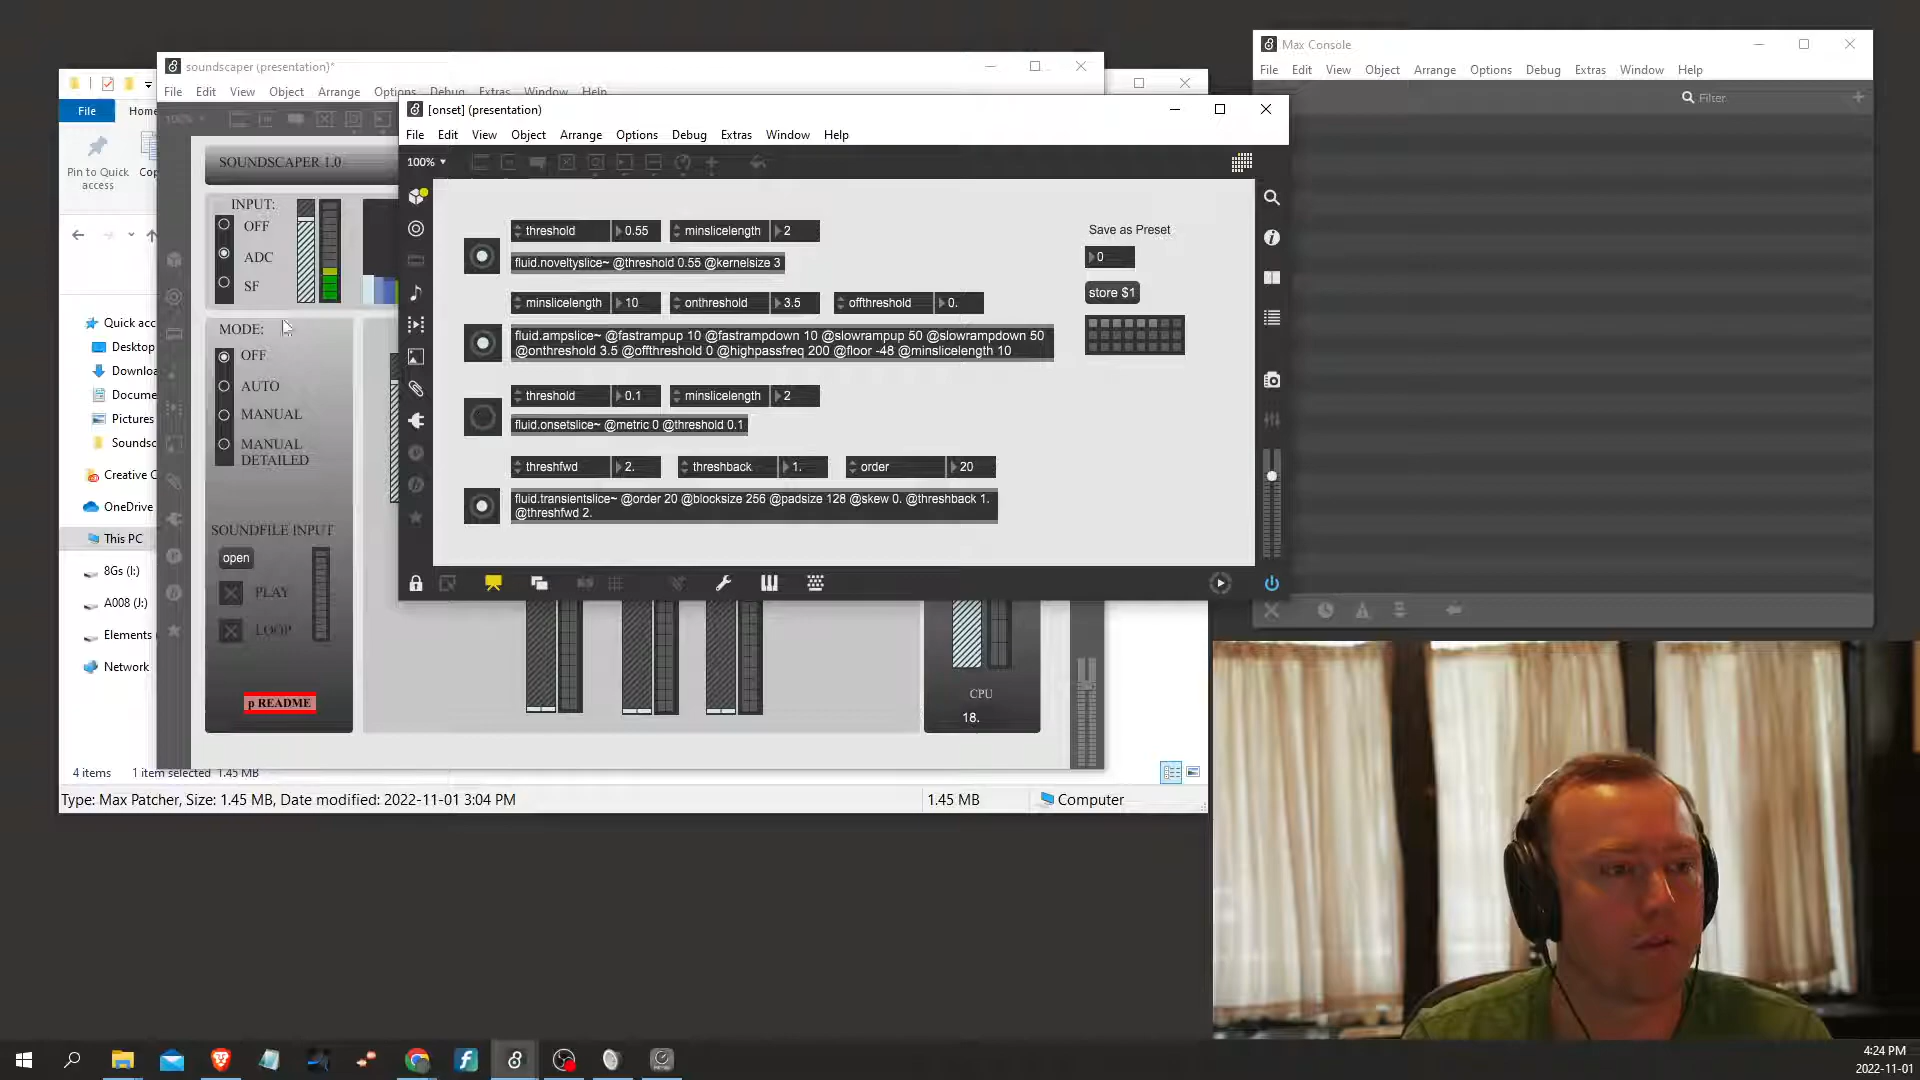 soundscaper (presentation)*
File Edit View Object Arrange Options Debug Extras Window Help
File Home
Pin to Quick access
Quick acc
Desktop
Downloa
Docume
Pictures
Soundsc
Creative C
OneDrive
This PC
8Gs (I:)
A008 (J:)
Elements
Network
4 items 1 item selected 1.45 MB
Type: Max Patcher, Size: 1.45 MB, Date modified: 2022-11-01 3:04 PM
1.45 MB
Computer
SOUNDSCAPER 1.0
INPUT:
OFF
ADC
SF
MODE:
OFF
AUTO
MANUAL
MANUAL
DETAILED
SOUNDFILE INPUT
open
PLAY
LOOP
p README
CPU
18.
[onset] (presentation)
File Edit View Object Arrange Options Debug Extras Window Help
100%
threshold 0.55 minslicelength 2
fluid.noveltyslice~ @threshold 0.55 @kernelsize 3
minslicelength 10 onthreshold 3.5 offthreshold 0.
fluid.ampslice~ @fastrampup 10 @fastrampdown 10 @slowrampup 50 @slowrampdown 50
@onthreshold 3.5 @offthreshold 0 @highpassfreq 200 @floor -48 @minslicelength 10
threshold 0.1 minslicelength 2
fluid.onsetslice~ @metric 0 @threshold 0.1
threshfwd 2. threshback 1. order 20
fluid.transientslice~ @order 20 @blocksize 256 @padsize 128 @skew 0. @threshback 1.
@threshfwd 2.
Save as Preset
0
store $1
Max Console
File Edit View Object Arrange Options Debug Extras Window Help
Filter
4:24 PM
2022-11-01